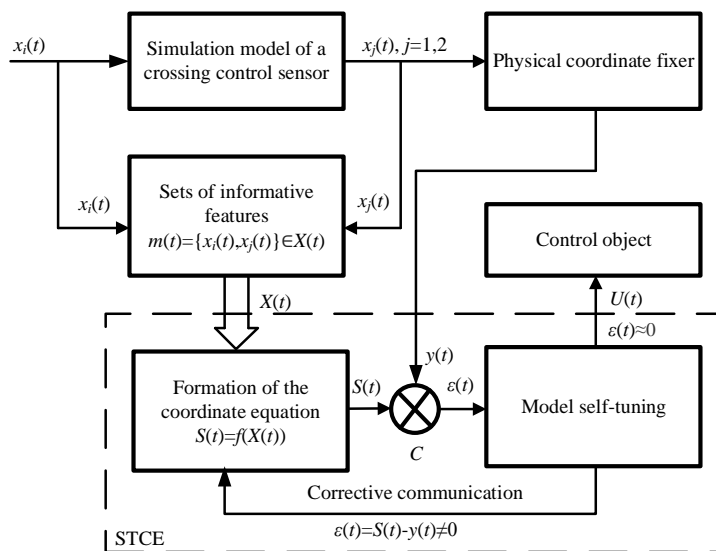 xi(t)
Simulation model of a
crossing control sensor
xj(t), j=1,2
Physical coordinate fixer
xi(t)
Sets of informative
features
m(t)={xi(t),xj(t)}∈X(t)
xj(t)
Control object
X(t)
U(t)
ε(t)≈0
y(t)
Formation of the
coordinate equation
S(t)=f(X(t))
S(t)
ε(t)
C
Model self-tuning
Corrective communication
ε(t)=S(t)-y(t)≠0
STCE